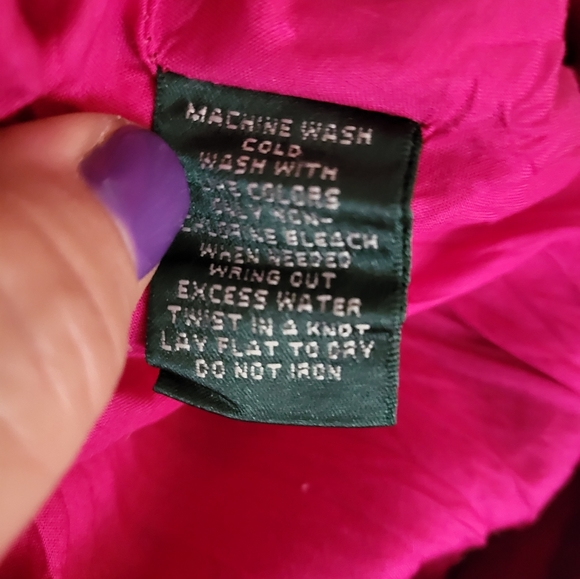 MACHINE WASH
COLD
WASH WITH
COLORS
NON-
BLEACH
WHEN NEEDED
WRING OUT
EXCESS WATER
TWIST IN A KNOT
LAY FLAT TO DRY
DO NOT IRON